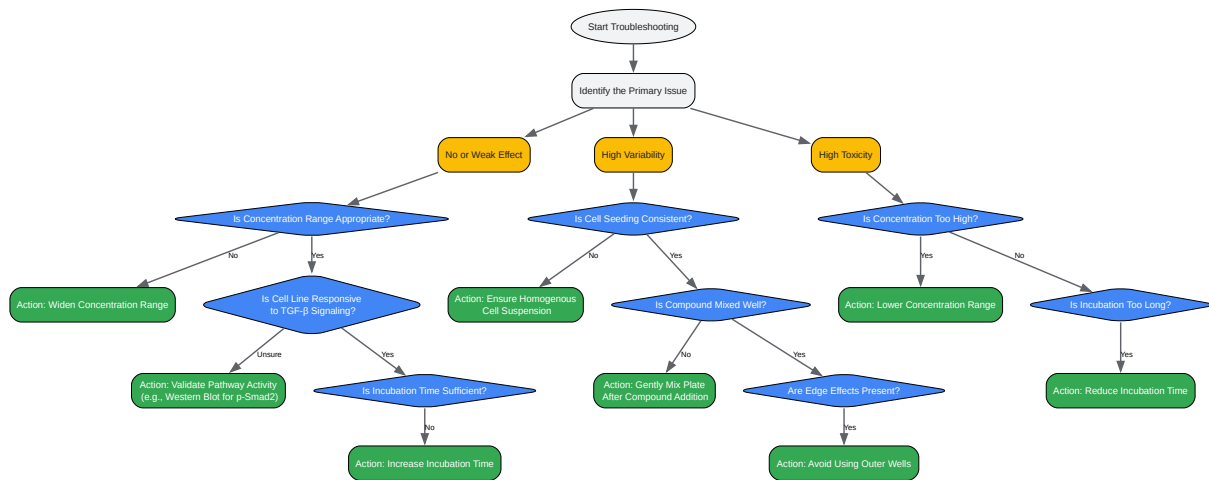 Start Troubleshooting
Identify the Primary Issue
No or Weak Effect
High Variability
High Toxicity
Is Concentration Range Appropriate?
Is Cell Seeding Consistent?
Is Concentration Too High?
No
Yes
No
Yes
Yes
No
Action: Widen Concentration Range
Is Cell Line Responsive
to TGF-β Signaling?
Action: Ensure Homogenous
Cell Suspension
Is Compound Mixed Well?
Action: Lower Concentration Range
Is Incubation Too Long?
Unsure
Yes
No
Yes
Yes
Action: Validate Pathway Activity
(e.g., Western Blot for p-Smad2)
Is Incubation Time Sufficient?
Action: Gently Mix Plate
After Compound Addition
Are Edge Effects Present?
Action: Reduce Incubation Time
No
Yes
Action: Increase Incubation Time
Action: Avoid Using Outer Wells